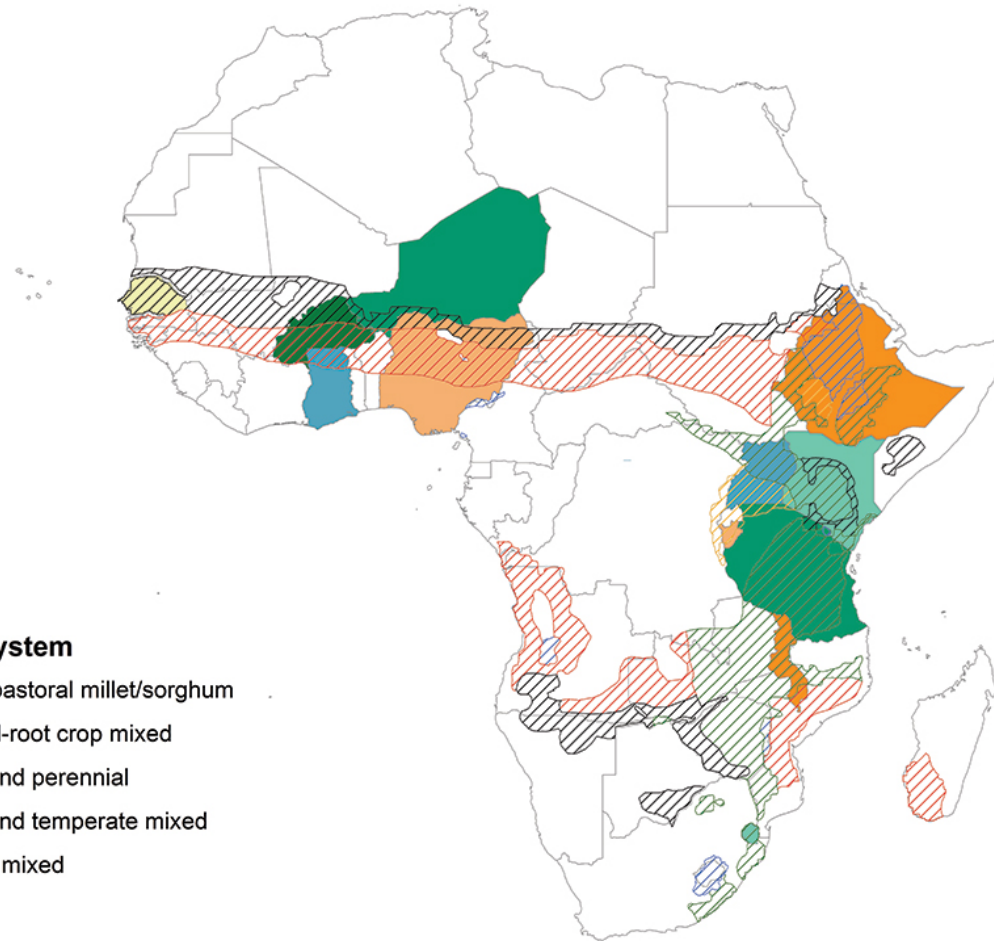 ystem
pastoral millet/sorghum
l-root crop mixed
nd perennial
nd temperate mixed
mixed